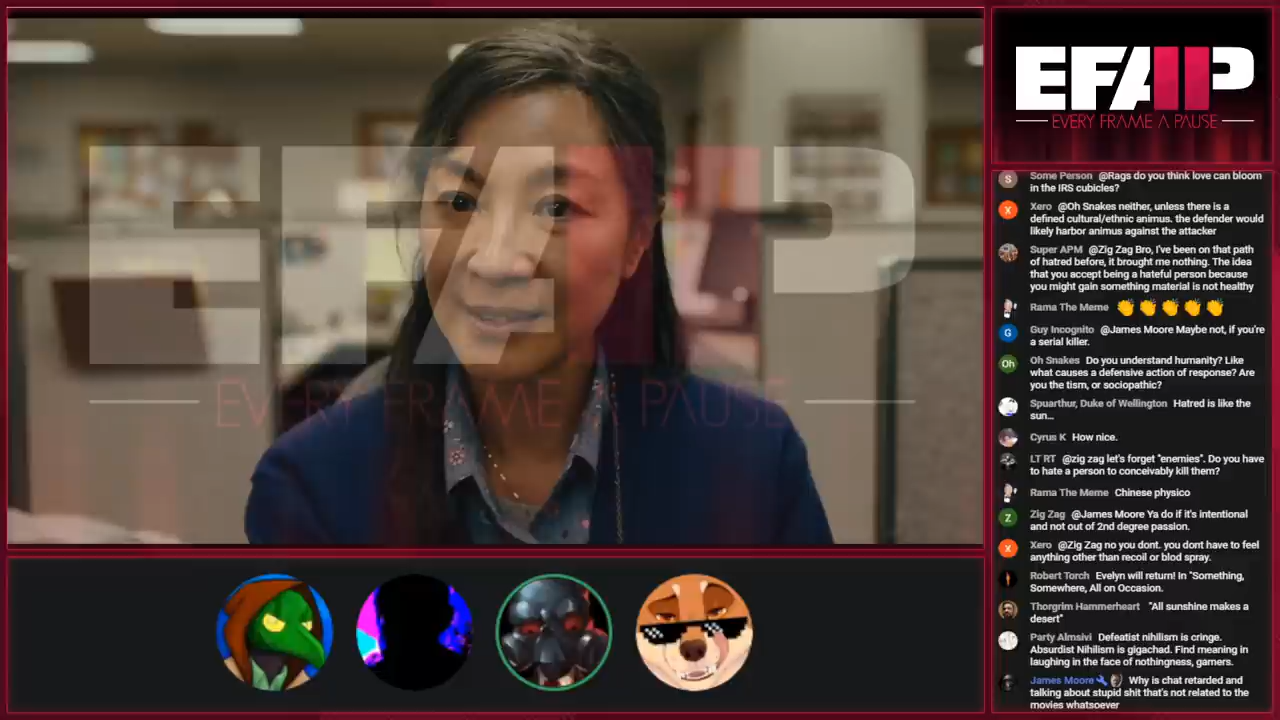 EFAP
EVERY FRAME A PAUSE
EFAP
EVERY FRAME A PAUSE
S
Some Person @Rags do you think love can bloom
in the IRS cubicles?
X
Xero @Oh Snakes neither, unless there is a
defined cultural/ethnic animus. the defender would
likely harbor animus against the attacker
Super APM @Zig Zag Bro, I've been on that path
of hatred before, it brought me nothing. The idea
that you accept being a hateful person because
you might gain something material is not healthy
Rama The Meme 👏👏👏👏👏
G
Guy Incognito @James Moore Maybe not, if you're
a serial killer.
Oh
Oh Snakes Do you understand humanity? Like
what causes a defensive action of response? Are
you the tism, or sociopathic?
Spuarthur, Duke of Wellington Hatred is like the
sun...
Cyrus K How nice.
LT RT @zig zag let's forget "enemies". Do you have
to hate a person to conceivably kill them?
Rama The Meme Chinese physico
Z
Zig Zag @James Moore Ya do if it's intentional
and not out of 2nd degree passion.
X
Xero @Zig Zag no you dont. you dont have to feel
anything other than recoil or blod spray.
Robert Torch Evelyn will return! In "Something,
Somewhere, All on Occasion.
Thorgrim Hammerheart "All sunshine makes a
desert"
Party Almsivi Defeatist nihilism is cringe.
Absurdist Nihilism is gigachad. Find meaning in
laughing in the face of nothingness, gamers.
James Moore Why is chat retarded and
talking about stupid shit that's not related to the
movies whatsoever